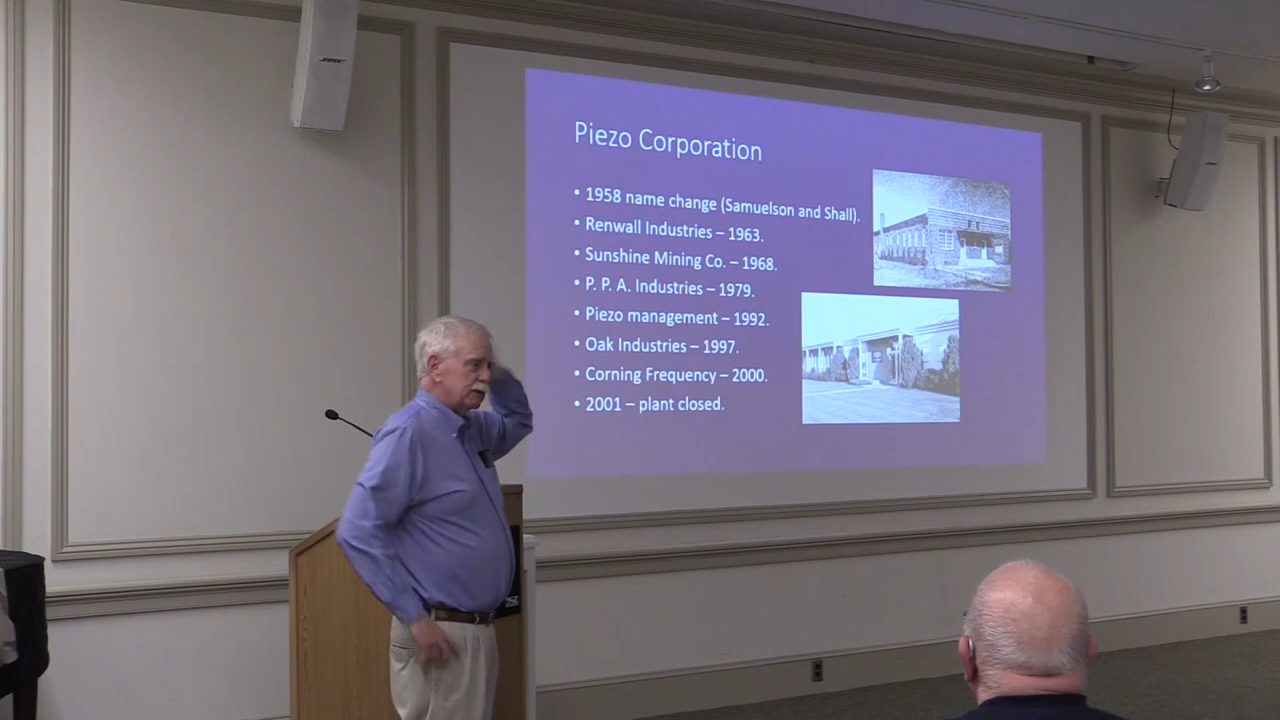 BOSE
Piezo Corporation
• 1958 name change (Samuelson and Shall).
• Renwall Industries – 1963.
• Sunshine Mining Co. – 1968.
• P. P. A. Industries – 1979.
• Piezo management – 1992.
• Oak Industries – 1997.
• Corning Frequency – 2000.
• 2001 – plant closed.